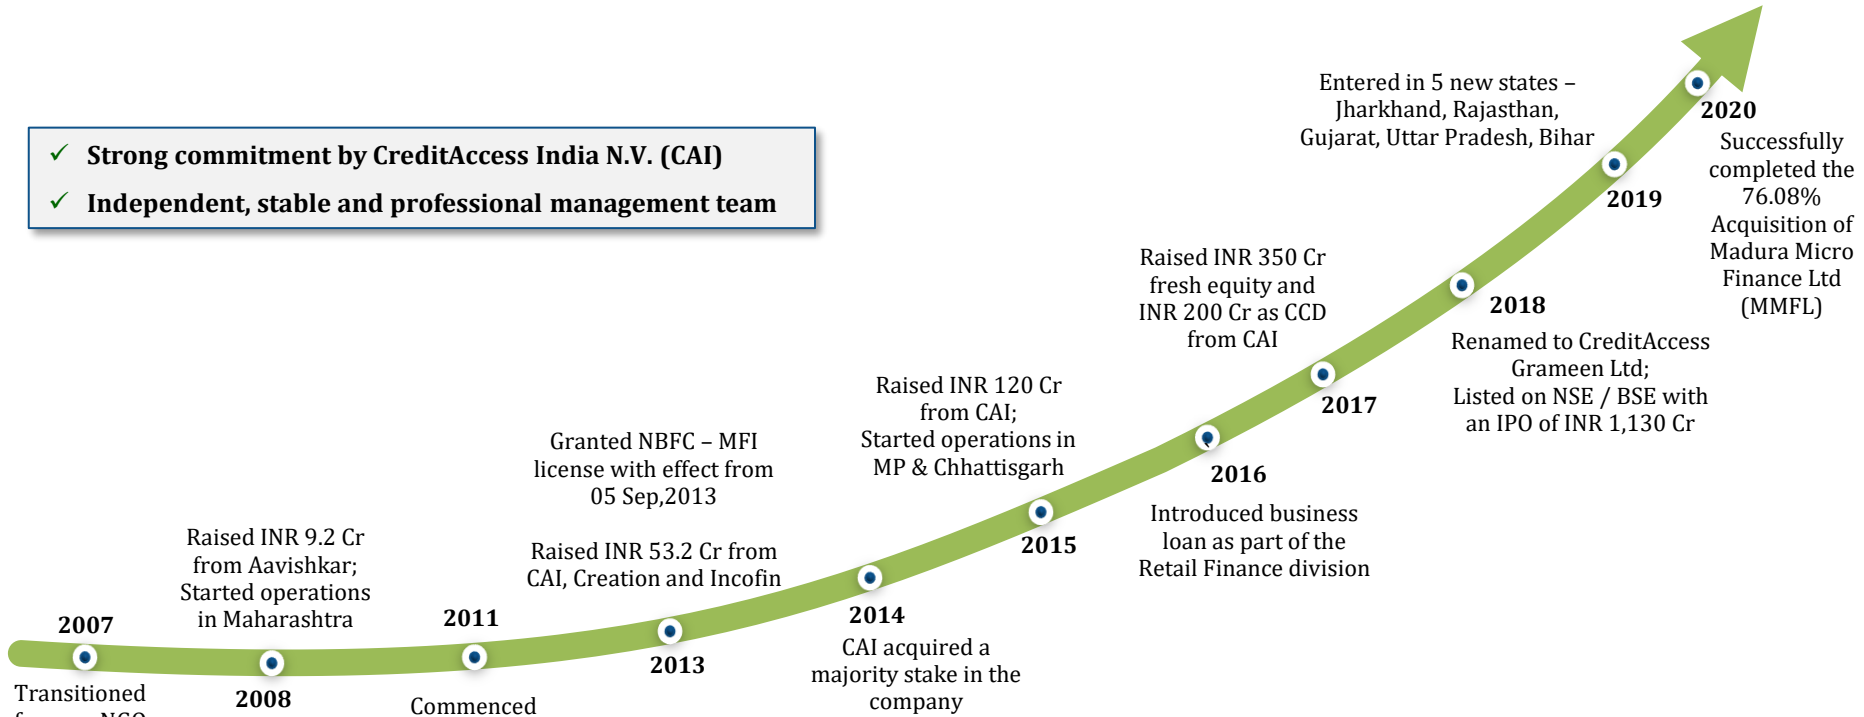 ✓ Strong commitment by CreditAccess India N.V. (CAI)
✓ Independent, stable and professional management team
2007
Transitioned
2008
Raised INR 9.2 Cr
from Aavishkar;
Started operations
in Maharashtra
2011
Commenced
Granted NBFC – MFI
license with effect from
05 Sep,2013
Raised INR 53.2 Cr from
CAI, Creation and Incofin
2013
2014
CAI acquired a
majority stake in the
company
Raised INR 120 Cr
from CAI;
Started operations in
MP & Chhattisgarh
2015
2016
Introduced business
loan as part of the
Retail Finance division
Raised INR 350 Cr
fresh equity and
INR 200 Cr as CCD
from CAI
2017
2018
Renamed to CreditAccess
Grameen Ltd;
Listed on NSE / BSE with
an IPO of INR 1,130 Cr
Entered in 5 new states –
Jharkhand, Rajasthan,
Gujarat, Uttar Pradesh, Bihar
2019
2020
Successfully
completed the
76.08%
Acquisition of
Madura Micro
Finance Ltd
(MMFL)